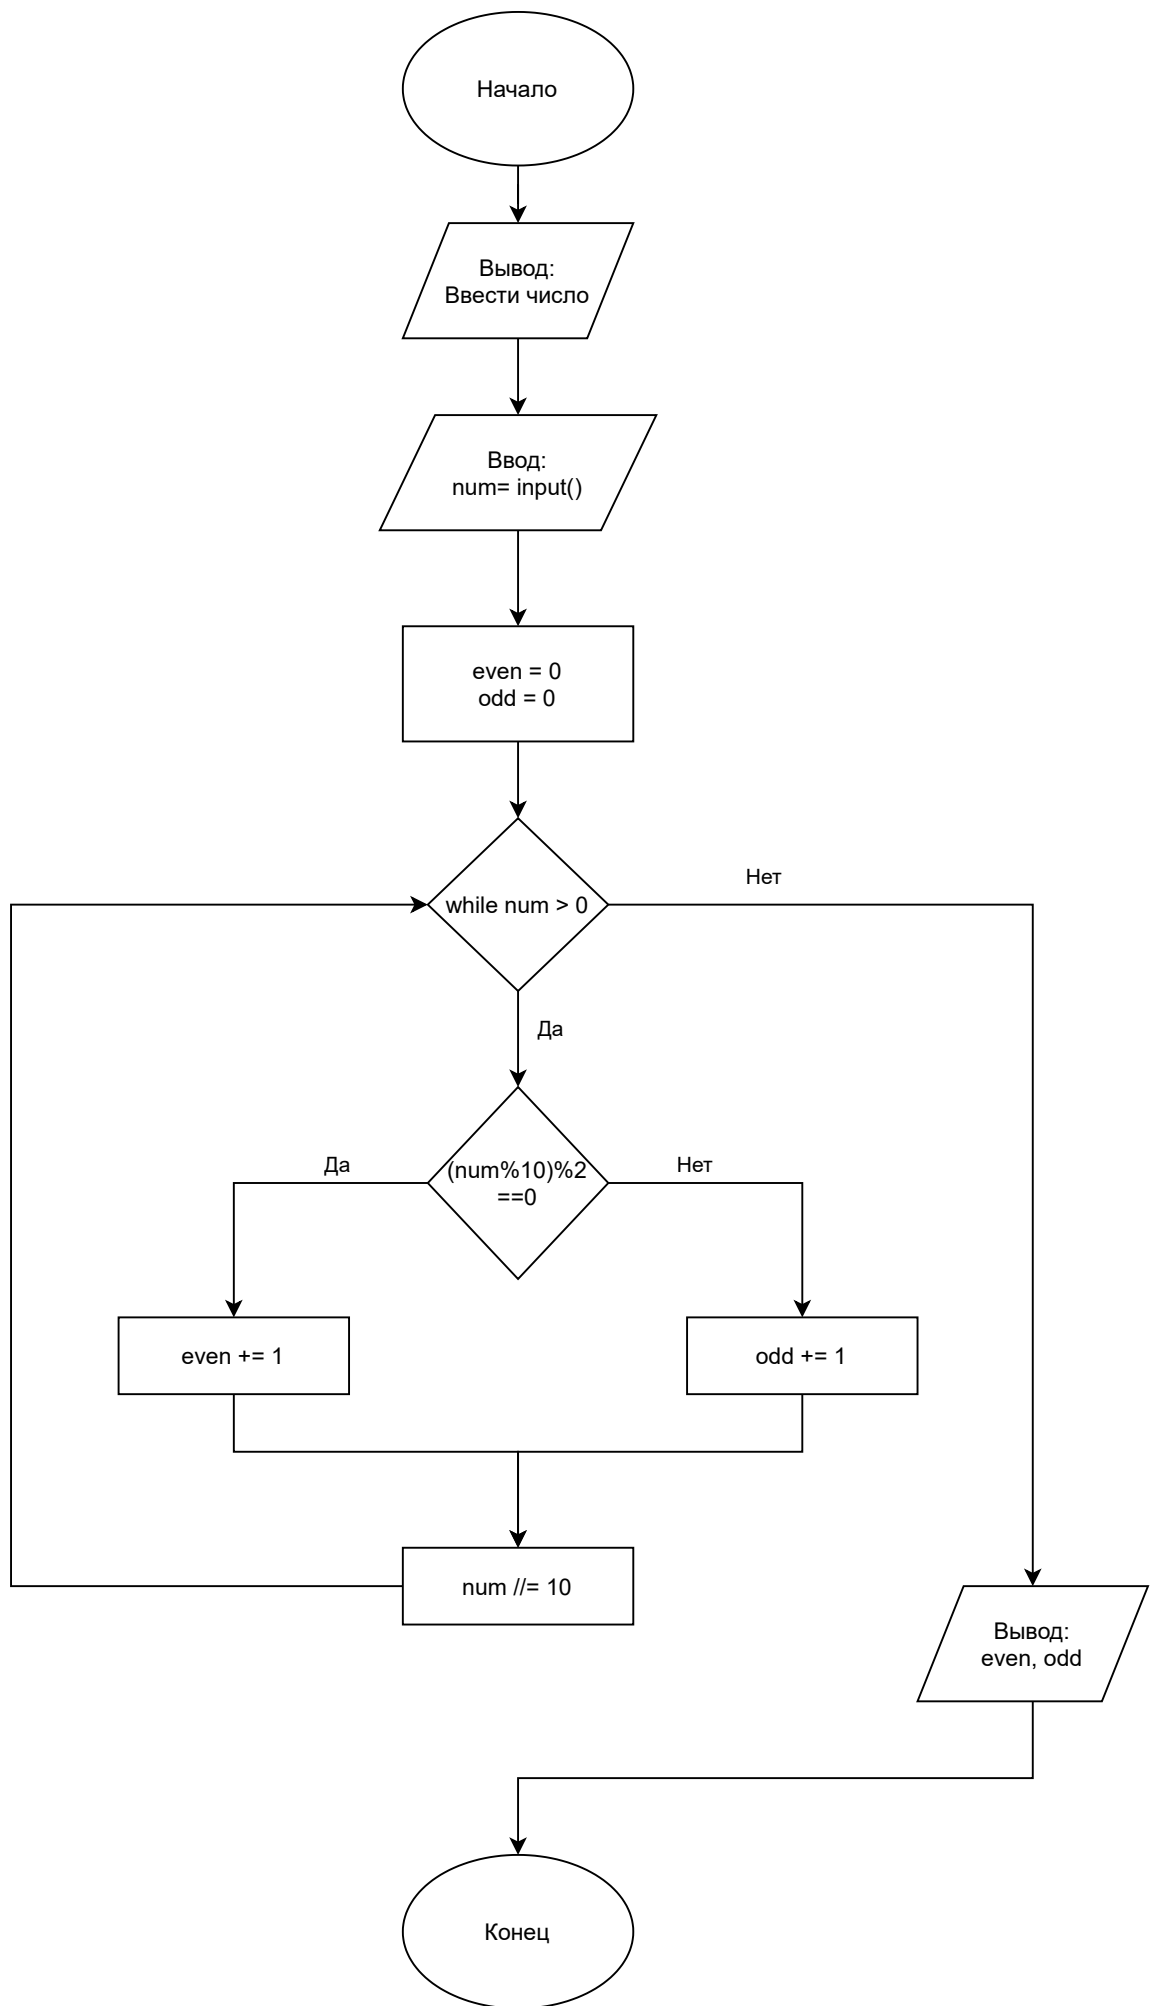 Начало
Вывод:
Ввести число
Ввод:
num= input()
even = 0
odd = 0
while num > 0
Нет
Да
(num%10)%2
==0
Да
Нет
even += 1
odd += 1
num //= 10
Вывод:
even, odd
Конец